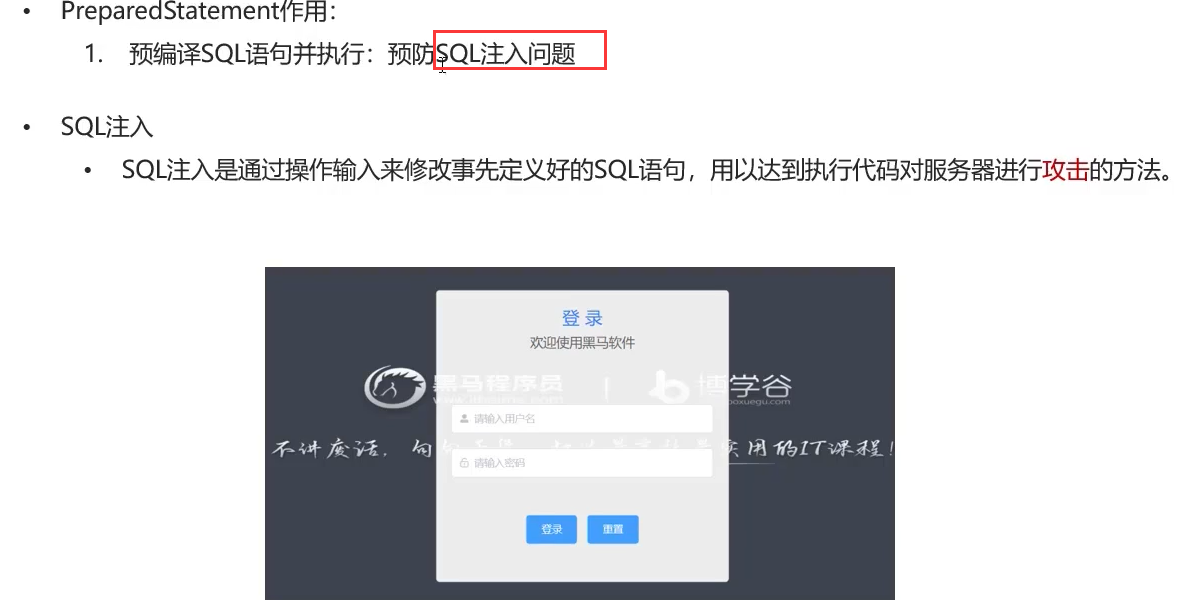 • PreparedStatement作用：
1. 预编译SQL语句并执行：预防SQL注入问题
• SQL注入
• SQL注入是通过操作输入来修改事先定义好的SQL语句，用以达到执行代码对服务器进行攻击的方法。
登 录
欢迎使用黑马软件
黑马程序员 | 博学谷
boxuegu.com
请输入用户名
不讲废话，句 实用的IT课程！
请输入密码
登录 重置